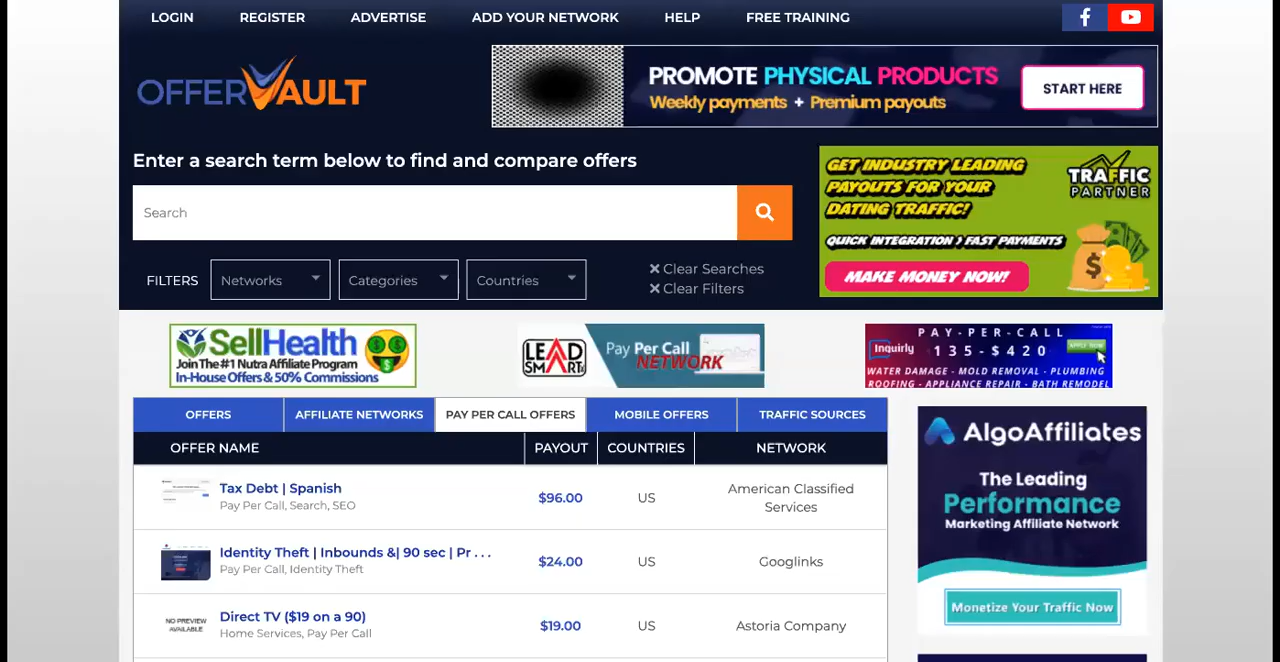 LOGIN REGISTER ADVERTISE ADD YOUR NETWORK HELP FREE TRAINING
OFFERVAULT
PROMOTE PHYSICAL PRODUCTS
Weekly payments + Premium payouts
START HERE
Enter a search term below to find and compare offers
Search
FILTERS Networks Categories Countries
Clear Searches
Clear Filters
GET INDUSTRY LEADING
PAYOUTS FOR YOUR
DATING TRAFFIC!
TRAFFIC
PARTNER
QUICK INTEGRATION > FAST PAYMENTS
MAKE MONEY NOW!
SellHealth
Join The #1 Nutra Affiliate Program
In-House Offers & 50% Commissions
LEAD
SMART
Pay Per Call
NETWORK
PAY-PER-CALL
Inquirly
135-$420
APPLY NOW
WATER DAMAGE - MOLD REMOVAL - PLUMBING
ROOFING - APPLIANCE REPAIR - BATH REMODEL
OFFERS AFFILIATE NETWORKS PAY PER CALL OFFERS MOBILE OFFERS TRAFFIC SOURCES
OFFER NAME PAYOUT COUNTRIES NETWORK
Tax Debt | Spanish
Pay Per Call, Search, SEO
$96.00 US American Classified
Services
Identity Theft | Inbounds &| 90 sec | Pr . . .
Pay Per Call, Identity Theft
$24.00 US Googlinks
NO PREVIEW
AVAILABLE
Direct TV ($19 on a 90)
Home Services, Pay Per Call
$19.00 US Astoria Company
AlgoAffiliates
The Leading
Performance
Marketing Affiliate Network
Monetize Your Traffic Now